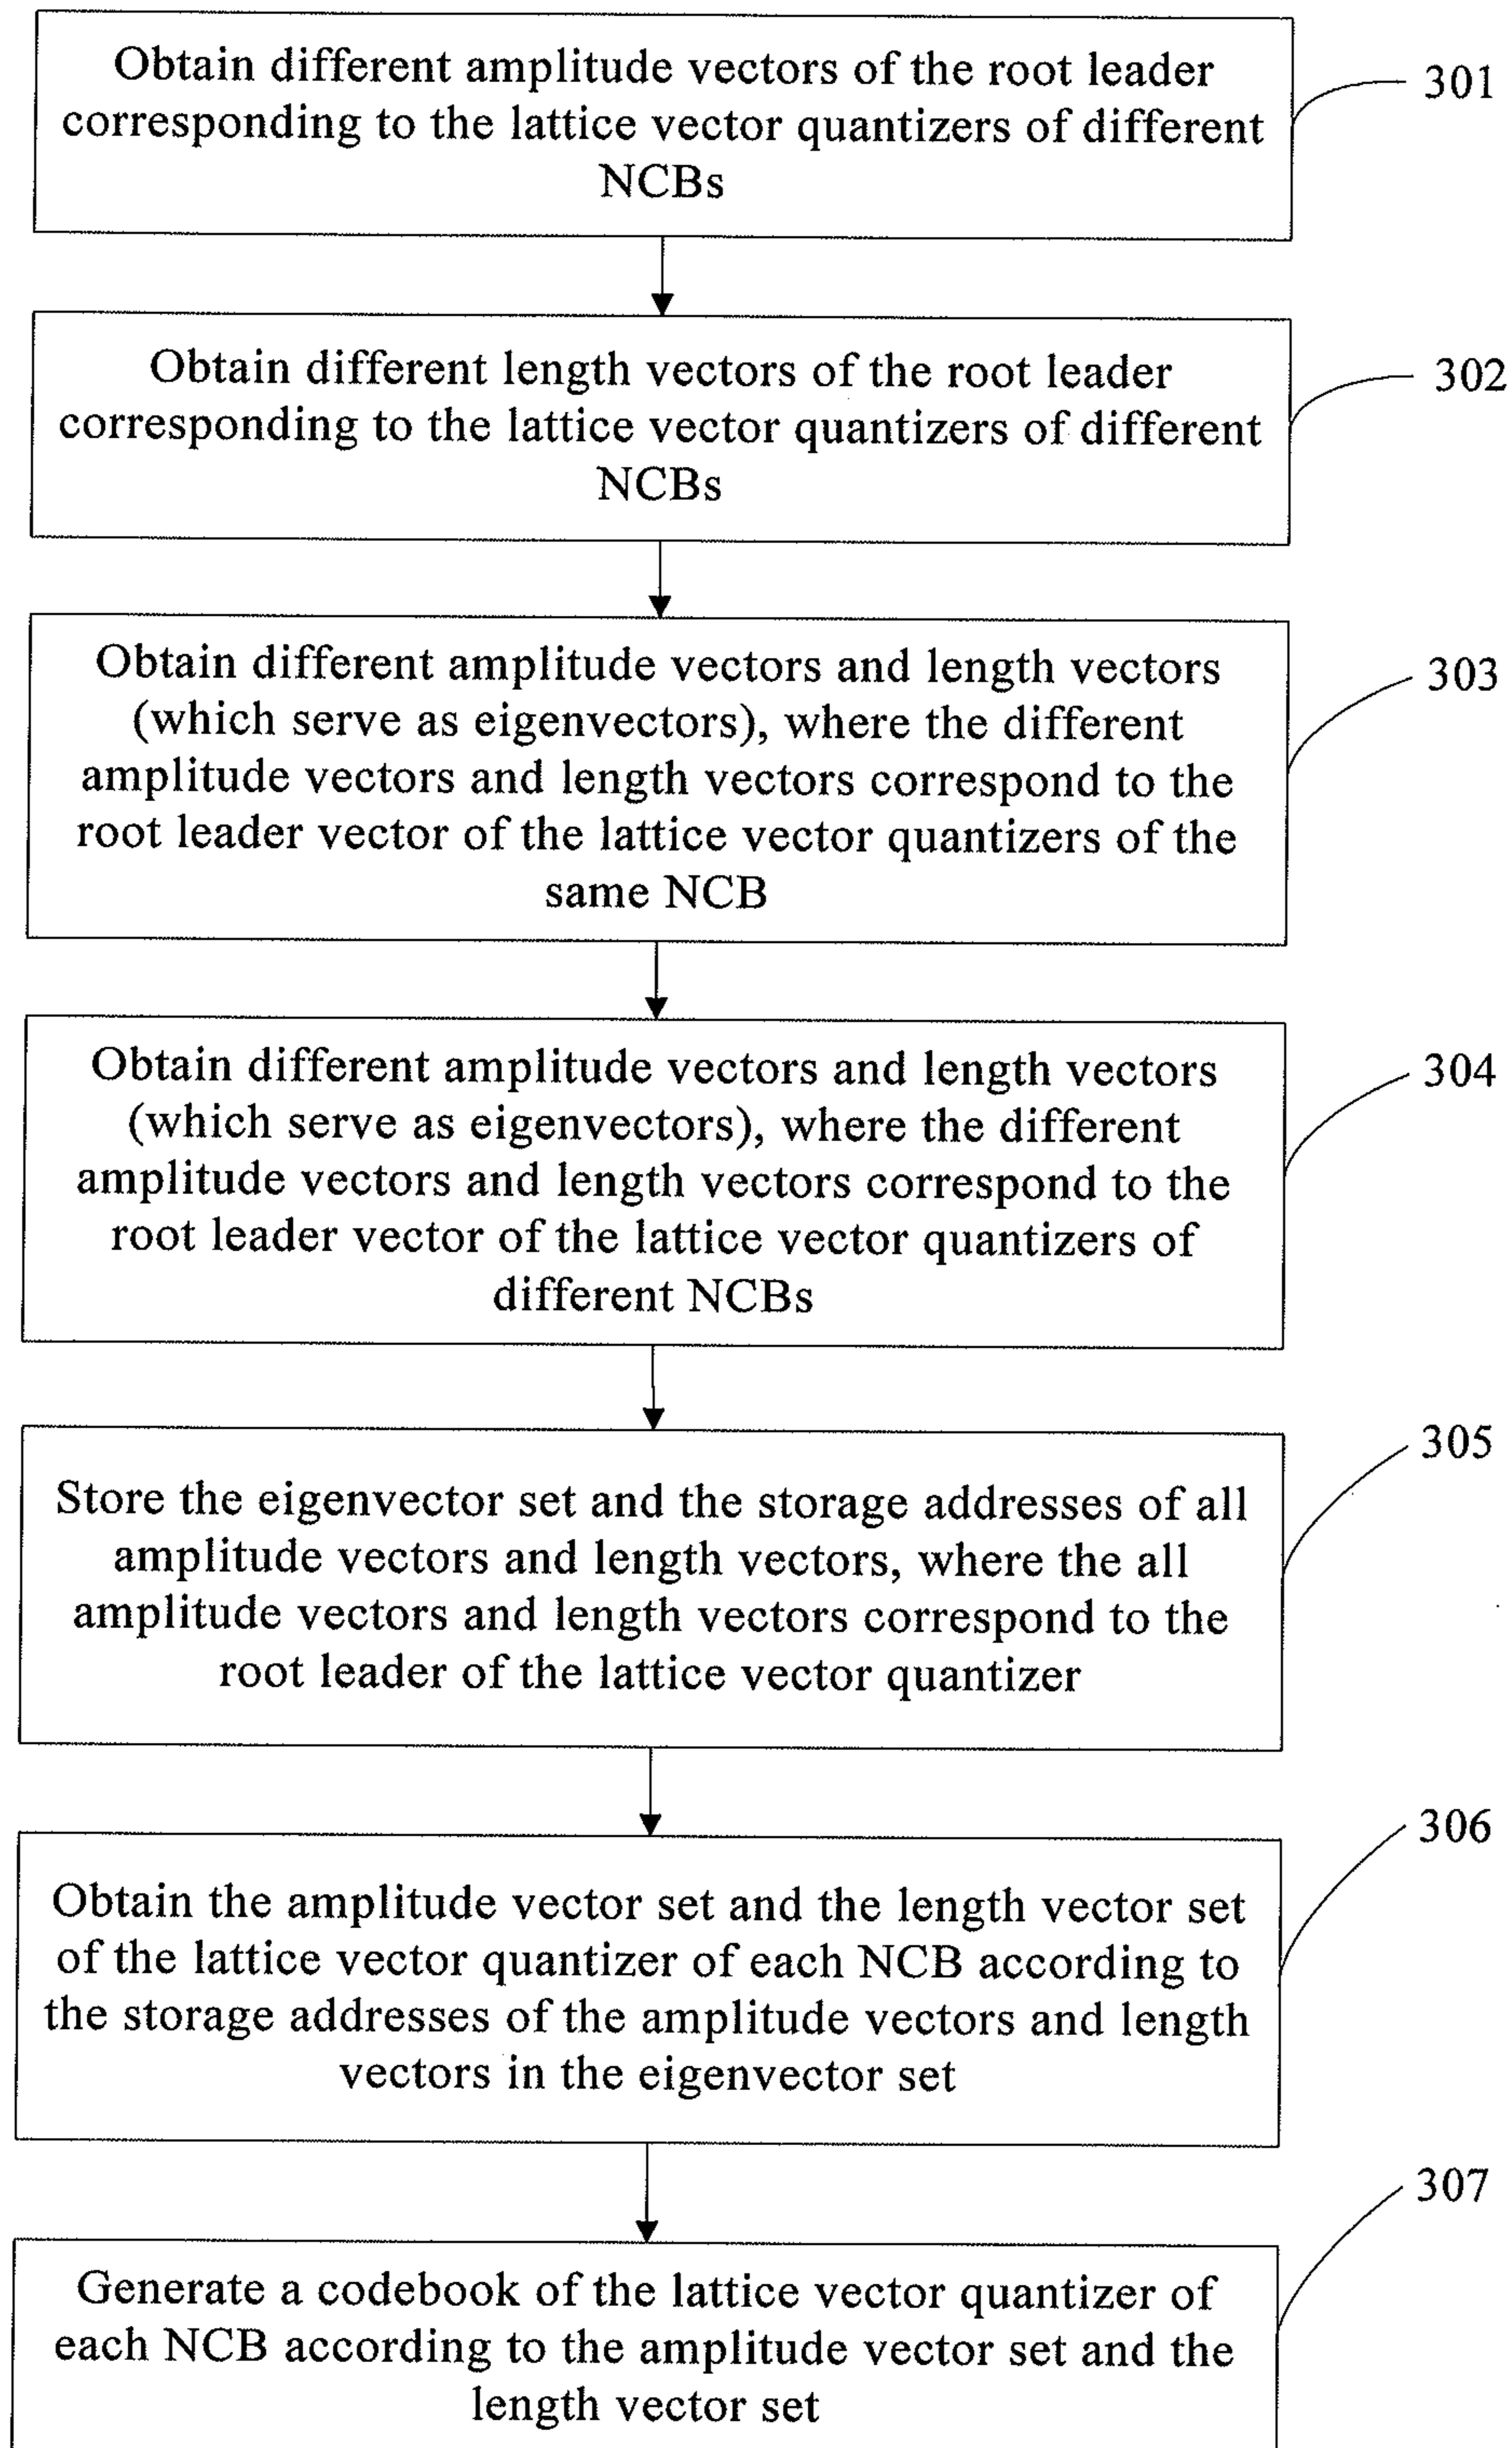 Obtain different amplitude vectors of the root leader
corresponding to the lattice vector quantizers of different
NCBs
301
Obtain different length vectors of the root leader
corresponding to the lattice vector quantizers of different
NCBs
302
Obtain different amplitude vectors and length vectors
(which serve as eigenvectors), where the different
amplitude vectors and length vectors correspond to the
root leader vector of the lattice vector quantizers of the
same NCB
303
Obtain different amplitude vectors and length vectors
(which serve as eigenvectors), where the different
amplitude vectors and length vectors correspond to the
root leader vector of the lattice vector quantizers of
different NCBs
304
Store the eigenvector set and the storage addresses of all
amplitude vectors and length vectors, where the all
amplitude vectors and length vectors correspond to the
root leader of the lattice vector quantizer
305
Obtain the amplitude vector set and the length vector set
of the lattice vector quantizer of each NCB according to
the storage addresses of the amplitude vectors and length
vectors in the eigenvector set
306
Generate a codebook of the lattice vector quantizer of
each NCB according to the amplitude vector set and the
length vector set
307